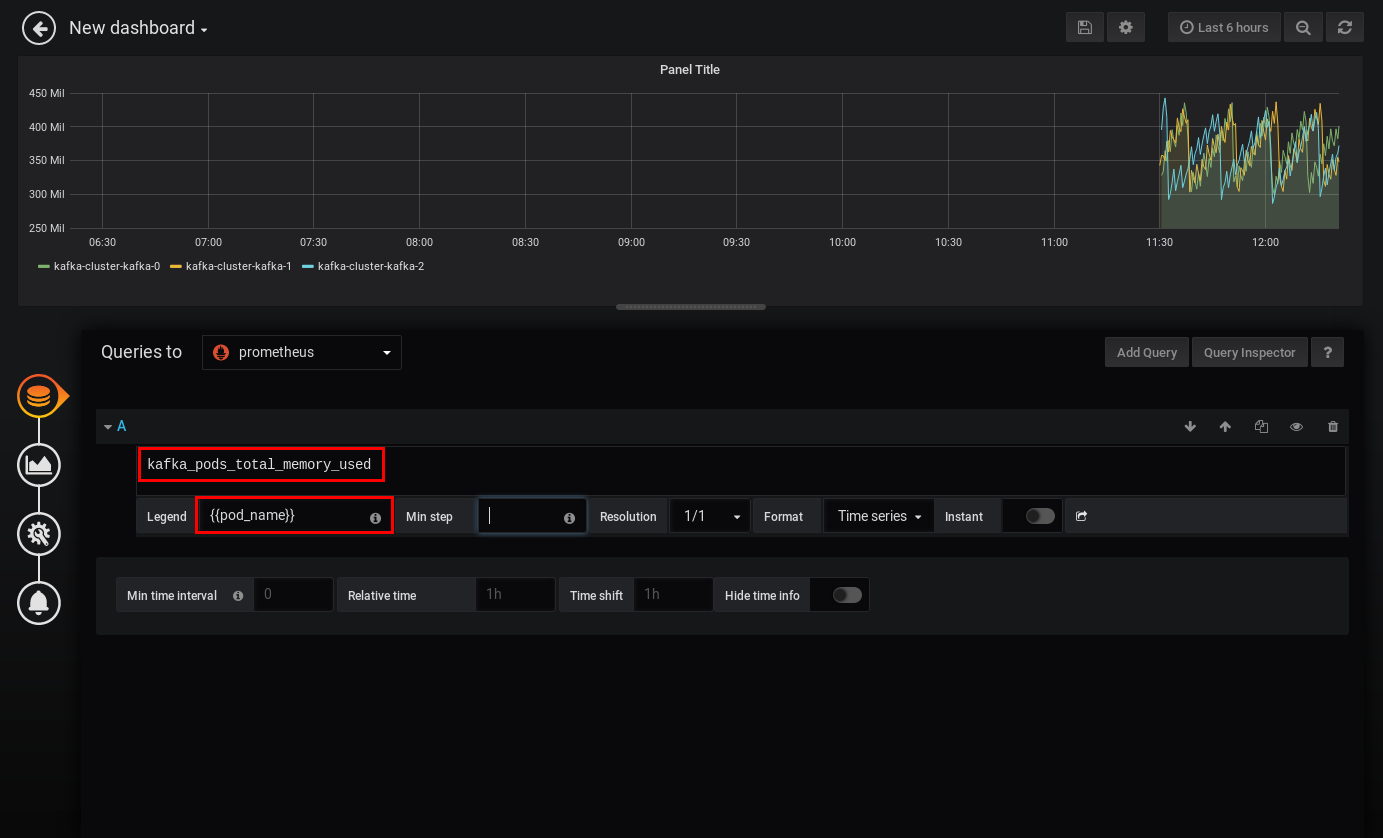 New dashboard
Last 6 hours
Panel Title
450 Mil
400 Mil
350 Mil
300 Mil
250 Mil
06:30 07:00 07:30 08:00 08:30 09:00 09:30 10:00 10:30 11:00 11:30 12:00
kafka-cluster-kafka-0 kafka-cluster-kafka-1 kafka-cluster-kafka-2
Queries to prometheus Add Query Query Inspector ?
A
kafka_pods_total_memory_used
Legend {{pod_name}} Min step Resolution 1/1 Format Time series Instant
Min time interval 0 Relative time 1h Time shift 1h Hide time info